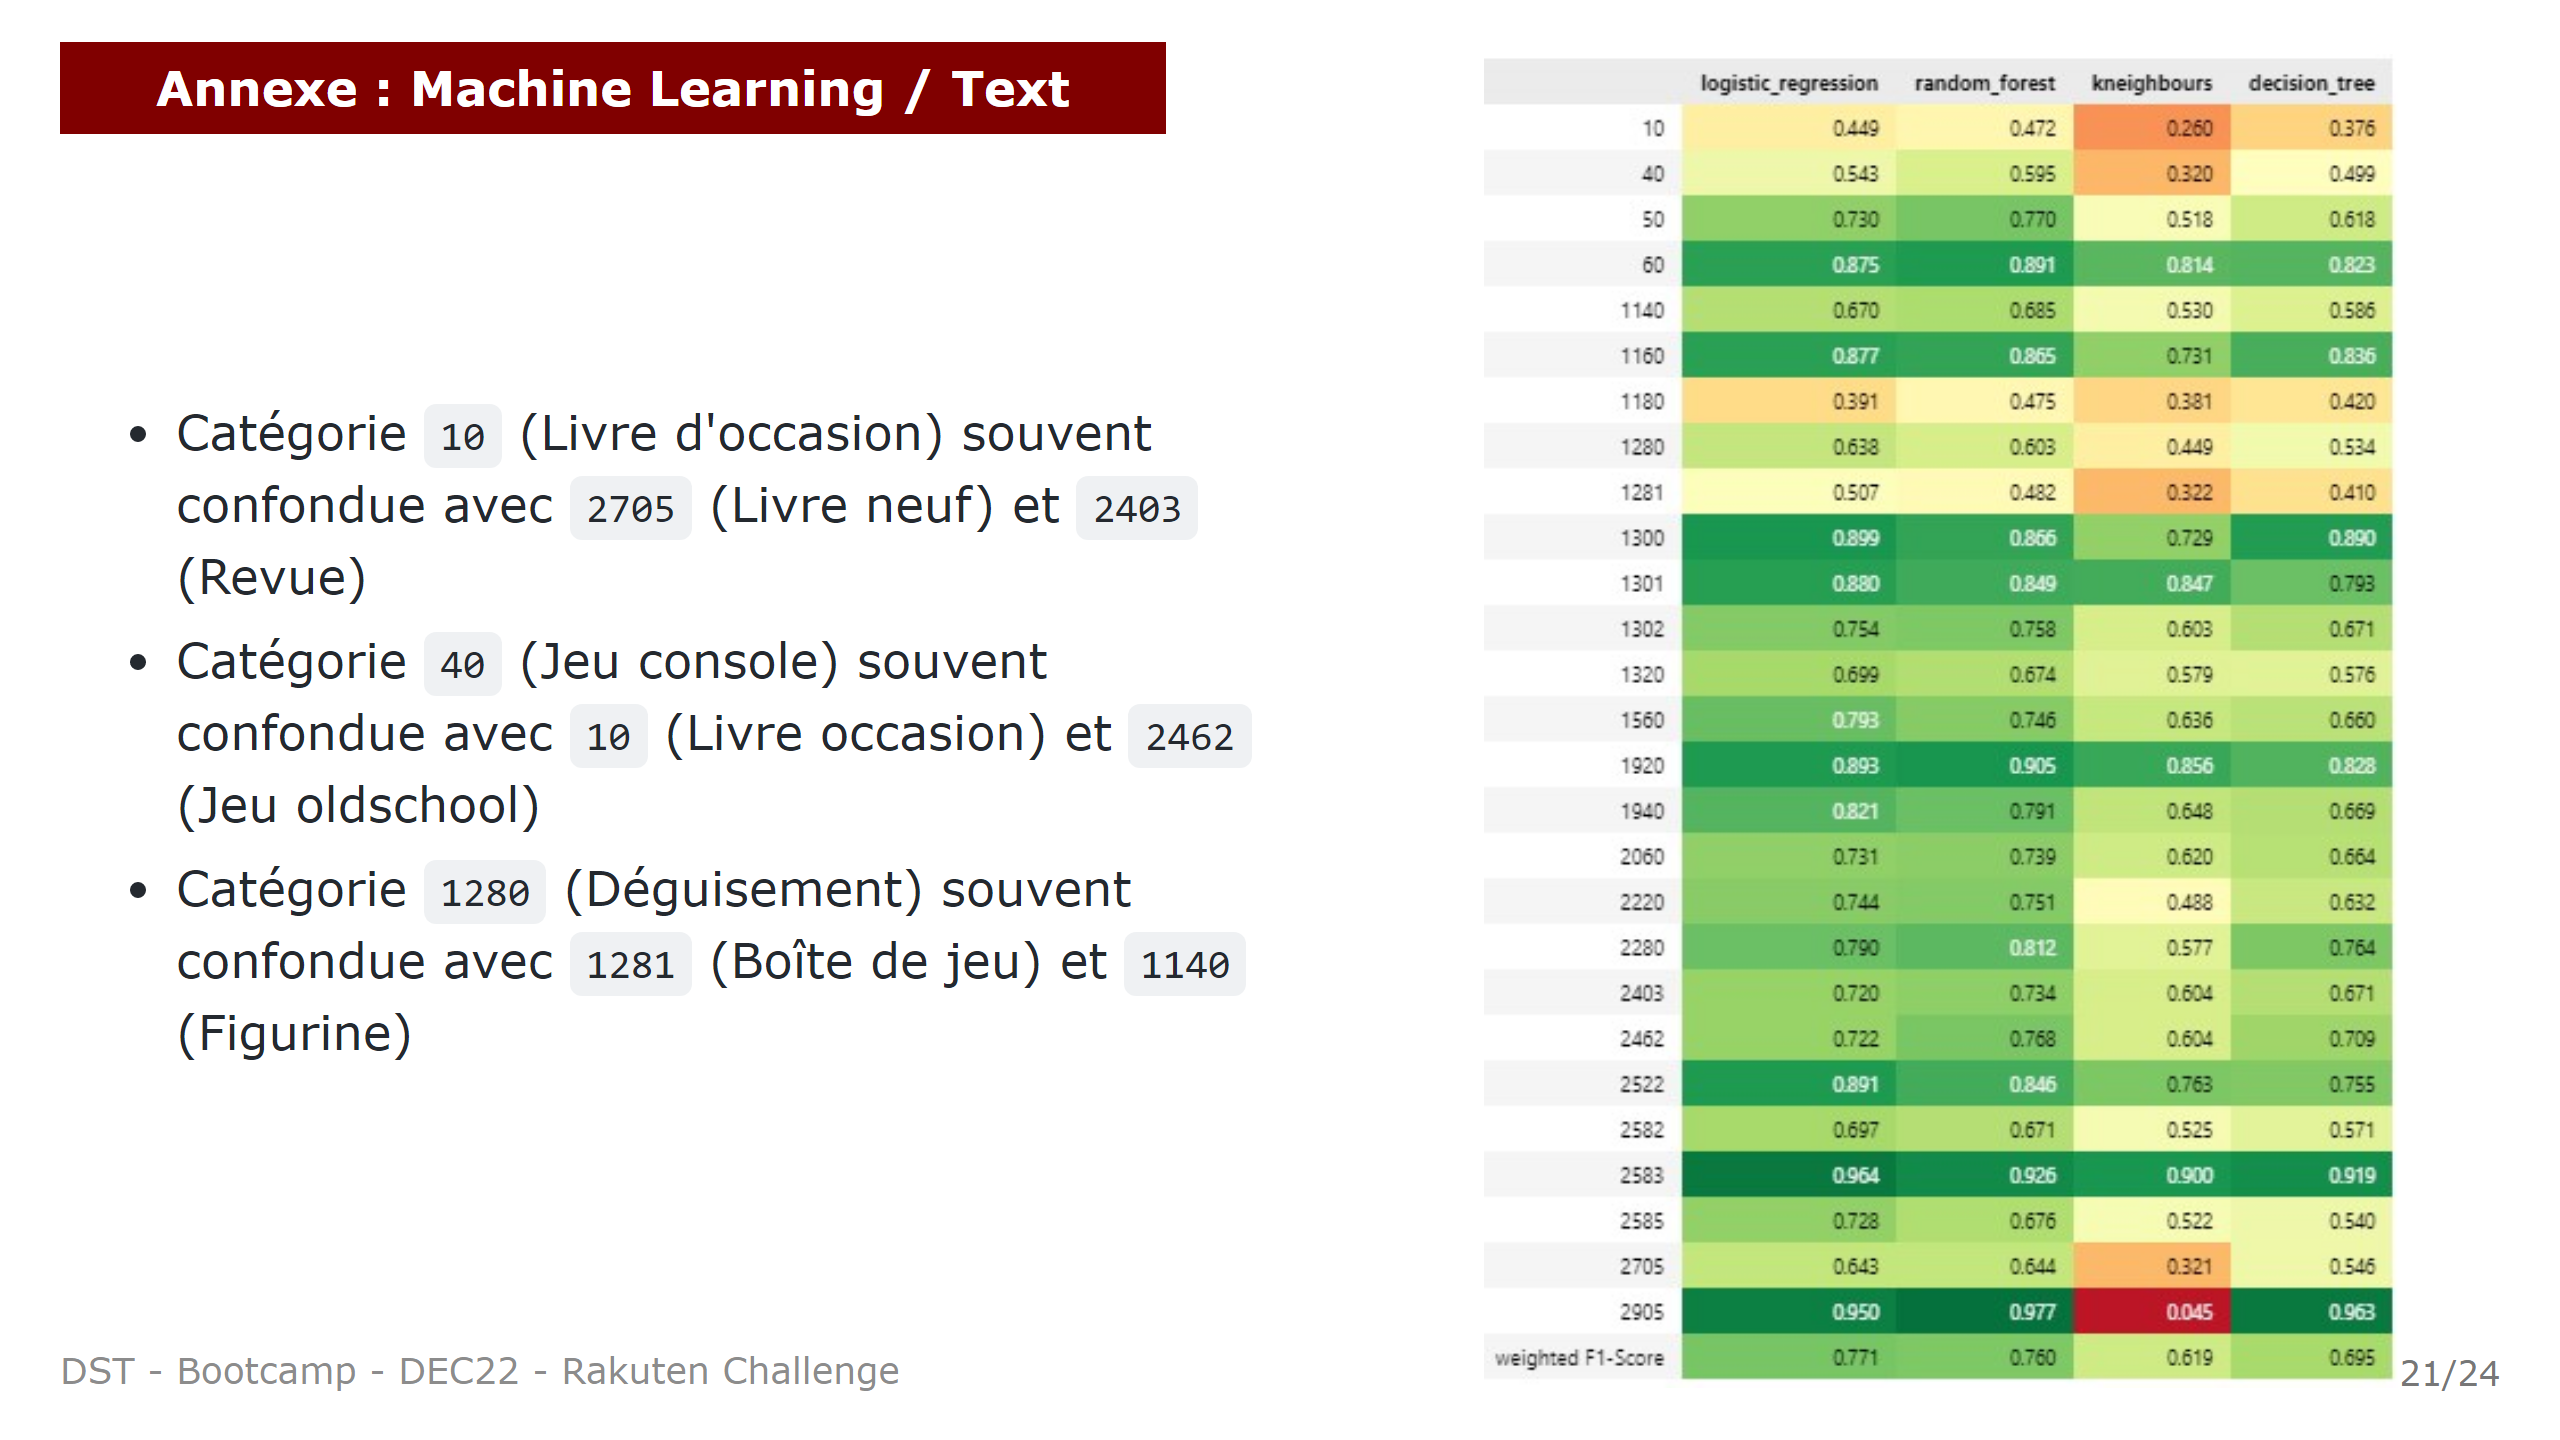 Annexe : Machine Learning / Text
• Catégorie 10 (Livre d'occasion) souvent
confondue avec 2705 (Livre neuf) et 2403
(Revue)
• Catégorie 40 (Jeu console) souvent
confondue avec 10 (Livre occasion) et 2462
(Jeu oldschool)
• Catégorie 1280 (Déguisement) souvent
confondue avec 1281 (Boîte de jeu) et 1140
(Figurine)
logistic_regression random_forest kneighbours decision_tree
10 0.449 0.472 0.260 0.376
40 0.543 0.595 0.320 0.499
50 0.730 0.770 0.518 0.618
60 0.875 0.891 0.814 0.823
1140 0.670 0.685 0.530 0.586
1160 0.877 0.865 0.731 0.836
1180 0.391 0.475 0.381 0.420
1280 0.638 0.603 0.449 0.534
1281 0.507 0.482 0.322 0.410
1300 0.899 0.866 0.729 0.890
1301 0.880 0.849 0.847 0.793
1302 0.754 0.758 0.603 0.671
1320 0.699 0.674 0.579 0.576
1560 0.793 0.746 0.636 0.660
1920 0.893 0.905 0.856 0.828
1940 0.821 0.791 0.648 0.669
2060 0.731 0.739 0.620 0.664
2220 0.744 0.751 0.488 0.632
2280 0.790 0.812 0.577 0.764
2403 0.720 0.734 0.604 0.671
2462 0.722 0.768 0.604 0.709
2522 0.891 0.846 0.763 0.755
2582 0.697 0.671 0.525 0.571
2583 0.964 0.926 0.900 0.919
2585 0.728 0.676 0.522 0.540
2705 0.643 0.644 0.321 0.546
2905 0.950 0.977 0.045 0.963
weighted F1-Score 0.771 0.760 0.619 0.695
DST - Bootcamp - DEC22 - Rakuten Challenge
21/24